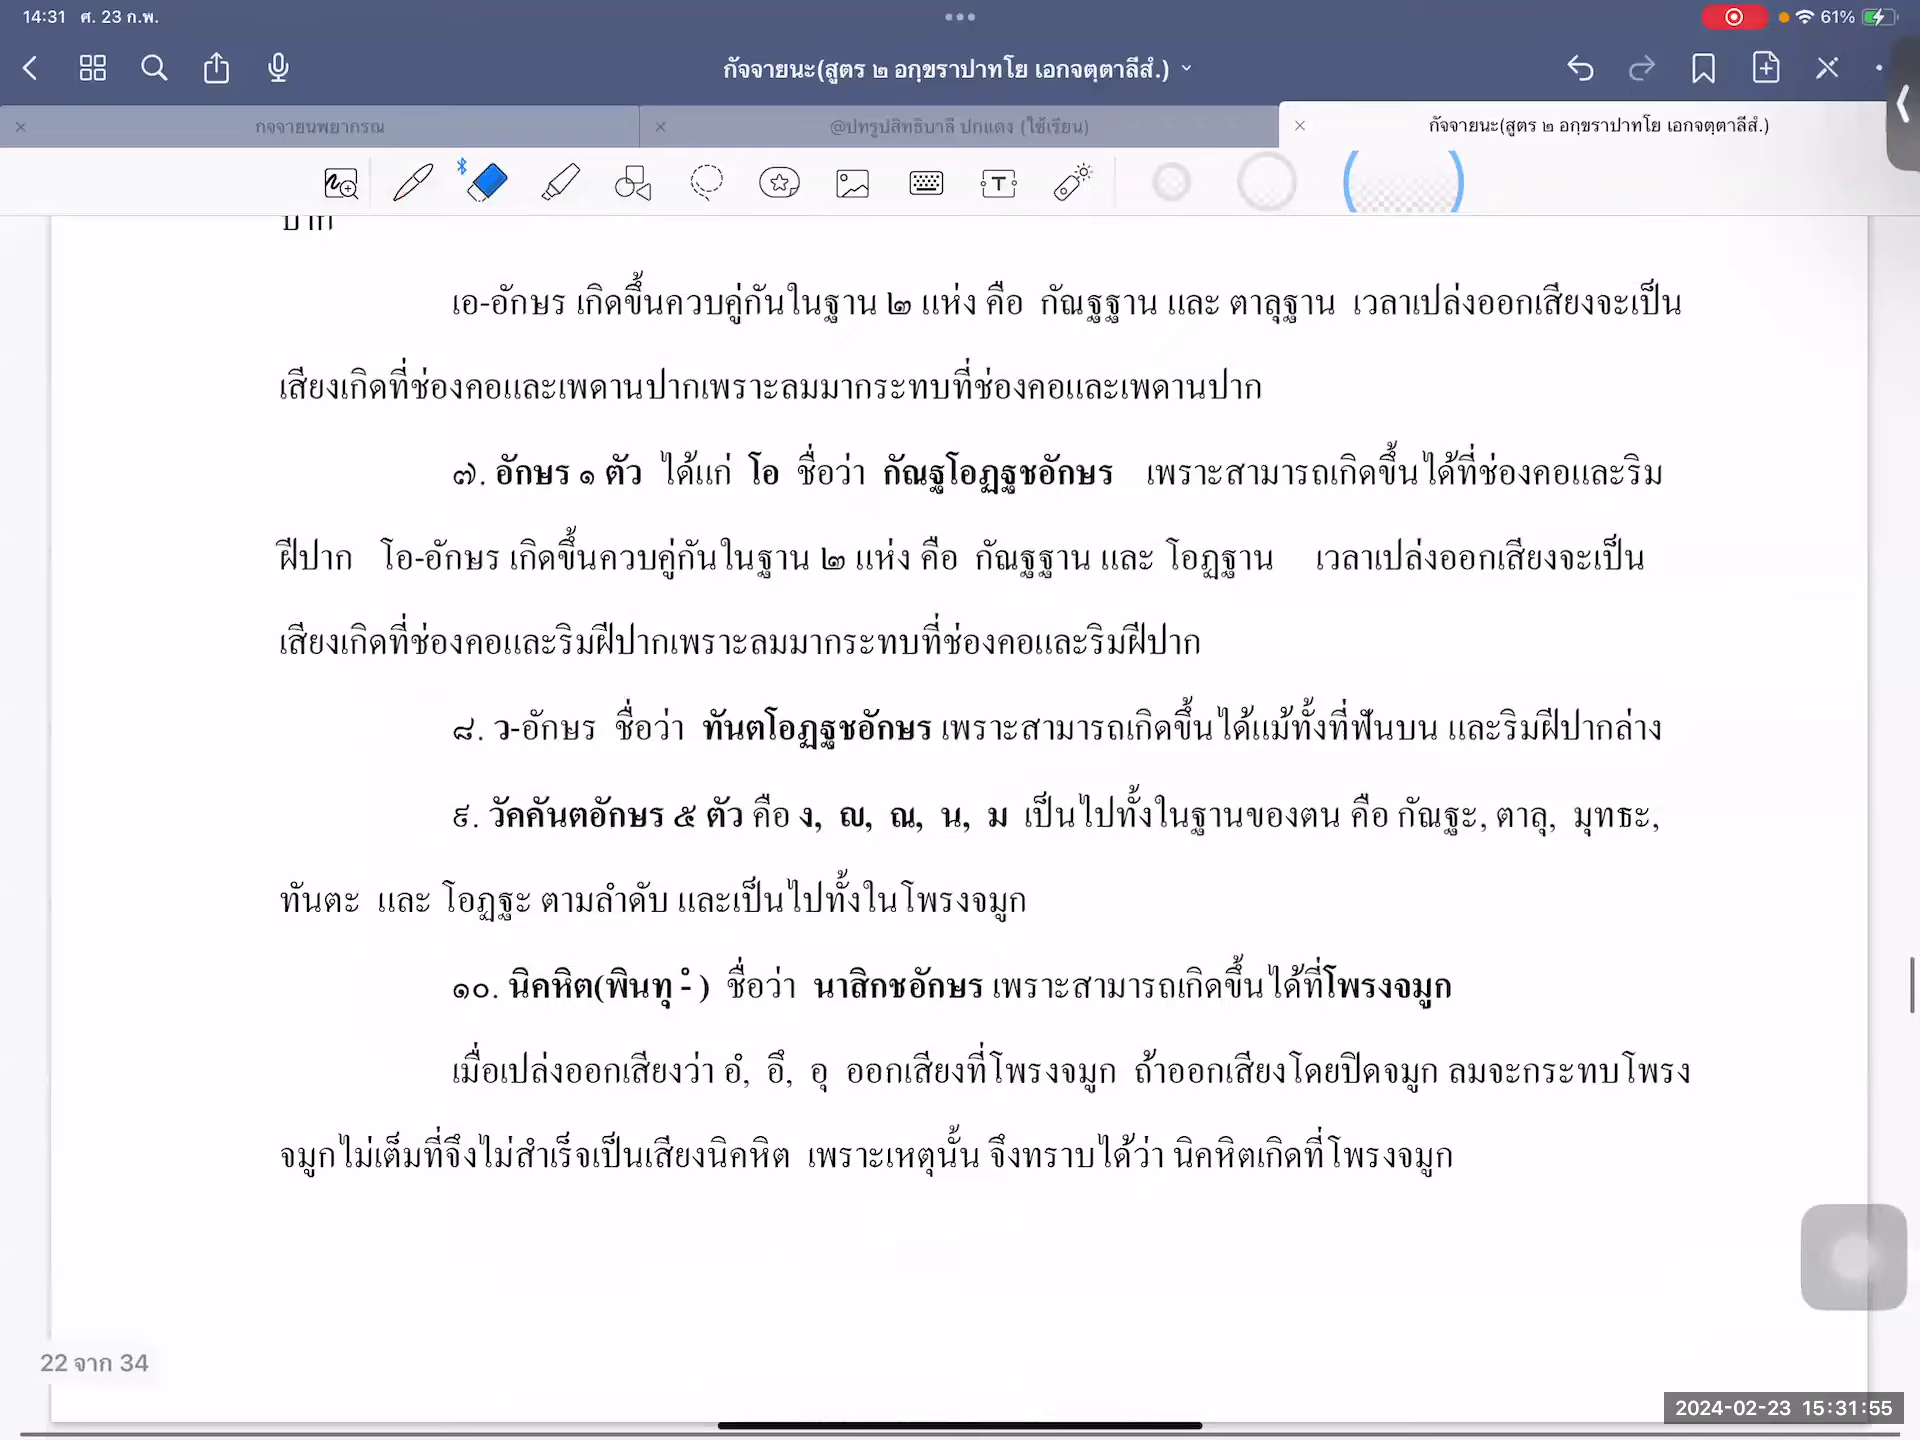 14:31 ศ. 23 ก.พ.
61%
กัจจายนะ(สูตร ๒ อกฺขราปาทโย เอกจตฺตาลีสํ.)
กจจายนพยากรณ
@ปทรูปสิทธิบาลี ปกแดง (ใช้เรียน)
กัจจายนะ(สูตร ๒ อกฺขราปาทโย เอกจตฺตาลีสํ.)
ปาก
เอ-อักษร เกิดขึ้นควบคู่กันในฐาน ๒ แห่ง คือ กัณฐฐาน และ ตาลุฐาน เวลาเปล่งออกเสียงจะเป็น
เสียงเกิดที่ช่องคอและเพดานปากเพราะลมมากระทบที่ช่องคอและเพดานปาก
๗. อักษร ๑ ตัว ได้แก่ โอ ชื่อว่า กัณฐโอฏฐชอักษร เพราะสามารถเกิดขึ้นได้ที่ช่องคอและริม
ฝีปาก โอ-อักษร เกิดขึ้นควบคู่กันในฐาน ๒ แห่ง คือ กัณฐฐาน และ โอฏฐาน เวลาเปล่งออกเสียงจะเป็น
เสียงเกิดที่ช่องคอและริมฝีปากเพราะลมมากระทบที่ช่องคอและริมฝีปาก
๘. ว-อักษร ชื่อว่า ทันตโอฏฐชอักษร เพราะสามารถเกิดขึ้นได้แม้ทั้งที่ฟันบน และริมฝีปากล่าง
๙. วัคคันตอักษร ๕ ตัว คือ ง, ญ, ณ, น, ม เป็นไปทั้งในฐานของตน คือ กัณฐะ, ตาลุ, มุทธะ,
ทันตะ และ โอฏฐะ ตามลำดับ และเป็นไปทั้งในโพรงจมูก
๑๐. นิคหิต(พินทุ -ํ ) ชื่อว่า นาสิกชอักษร เพราะสามารถเกิดขึ้นได้ที่โพรงจมูก
เมื่อเปล่งออกเสียงว่า อํ, อึ, อุ ออกเสียงที่โพรงจมูก ถ้าออกเสียงโดยปิดจมูก ลมจะกระทบโพรง
จมูกไม่เต็มที่จึงไม่สำเร็จเป็นเสียงนิคหิต เพราะเหตุนั้น จึงทราบได้ว่า นิคหิตเกิดที่โพรงจมูก
22 จาก 34
2024-02-23 15:31:55